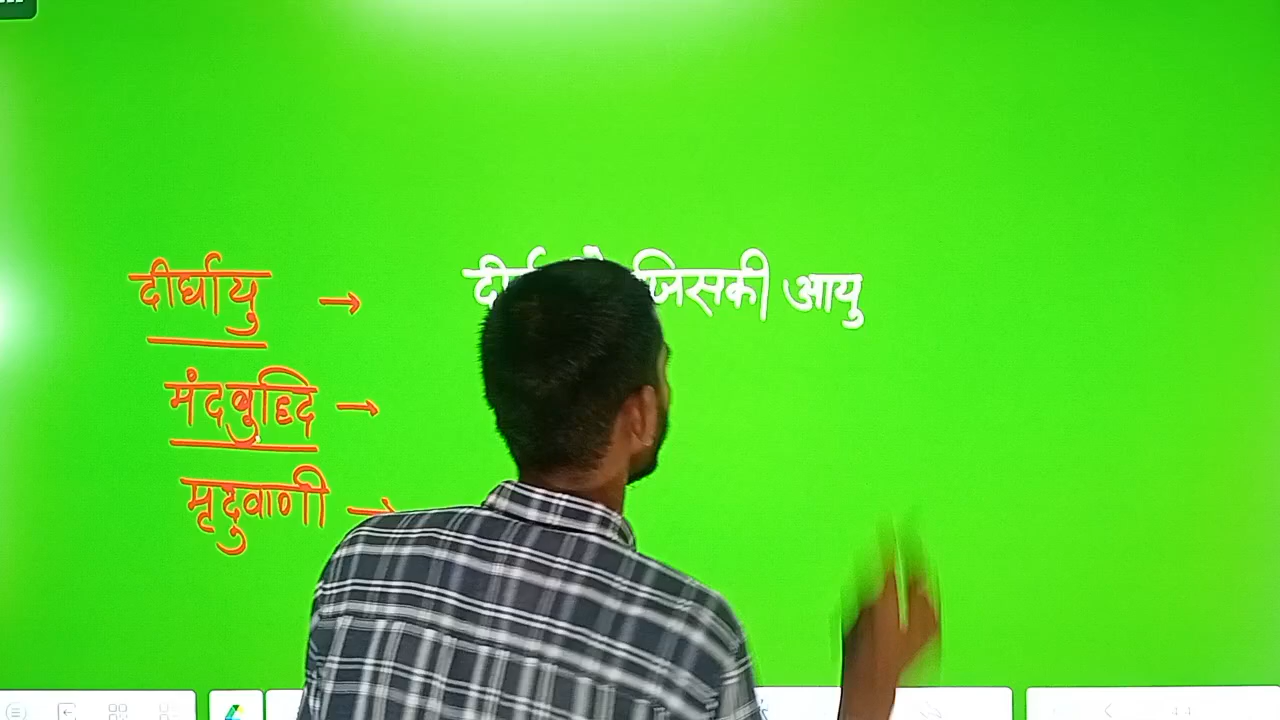 दीर्घायु → जिसकी आयु
मंदबुद्दि →
मृदुवाणी →